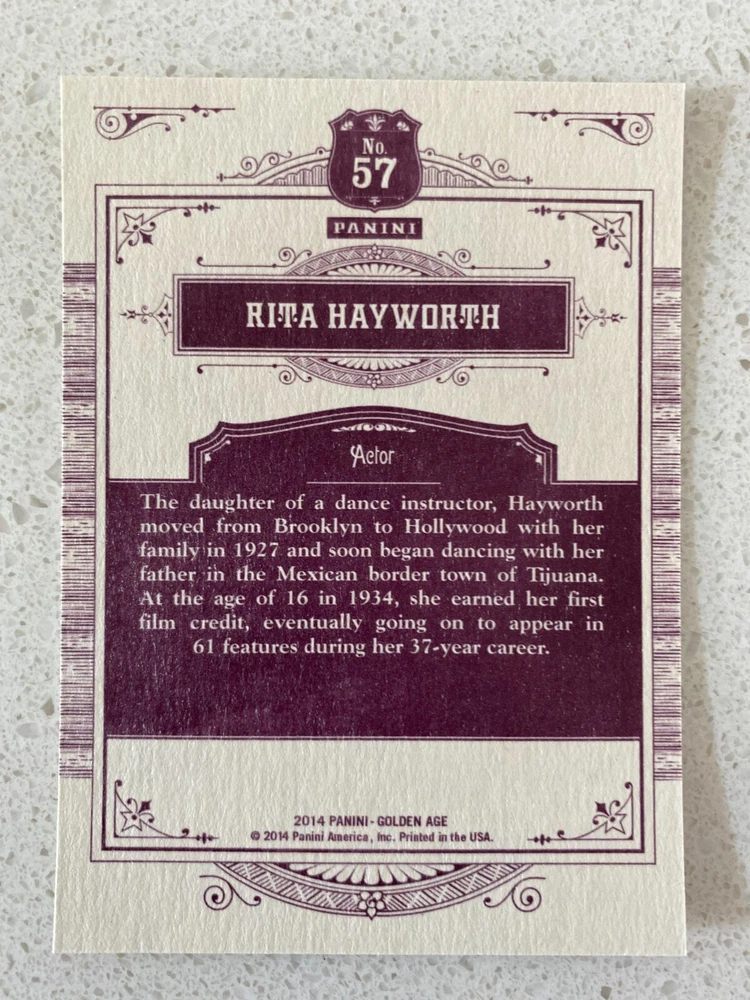 No.
57
PANINI
RITA HAYWORTH
Actor
The daughter of a dance instructor, Hayworth
moved from Brooklyn to Hollywood with her
family in 1927 and soon began dancing with her
father in the Mexican border town of Tijuana.
At the age of 16 in 1934, she earned her first
film credit, eventually going on to appear in
61 features during her 37-year career.
2014 PANINI - GOLDEN AGE
© 2014 Panini America, Inc. Printed in the USA.